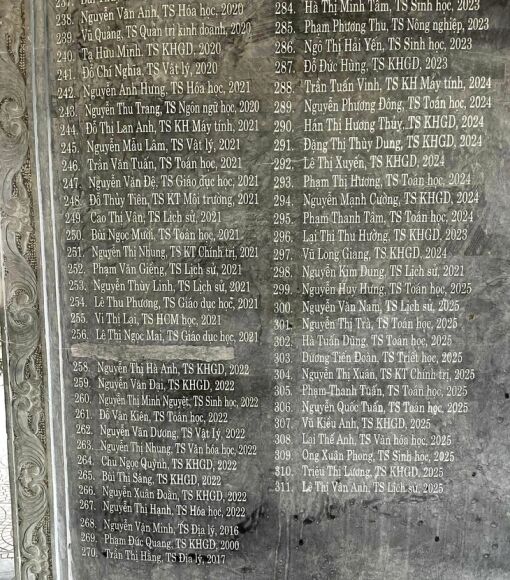 238. Nguyễn Vân Anh, TS Hóa học, 2020
239. Vũ Quang, TS Quản trị kinh doanh, 2020
240. Tạ Hữu Minh, TS KHGD, 2020
241. Đỗ Chí Nghĩa, TS Vật lý, 2020
242. Nguyễn Anh Hưng, TS Hóa học, 2021
243. Nguyễn Thu Trang, TS Ngôn ngữ học, 2020
244. Đỗ Thị Lan Anh, TS KH Máy tính, 2021
245. Nguyễn Mậu Lâm, TS Vật lý, 2021
246. Trần Văn Tuấn, TS Toán học, 2021
247. Nguyễn Văn Đệ, TS Giáo dục học, 2021
248. Đỗ Thủy Tiên, TS KT Môi trường, 2021
249. Cao Thị Vân, TS Lịch sử, 2021
250. Bùi Ngọc Mười, TS Toán học, 2021
251. Nguyễn Thị Nhung, TS KT Chính trị, 2021
252. Phạm Văn Giềng, TS Lịch sử, 2021
253. Nguyễn Thùy Linh, TS Lịch sử, 2021
254. Lê Thu Phương, TS Giáo dục học, 2021
255. Vi Thị Lại, TS HCM học, 2021
256. Lê Thị Ngọc Mai, TS Giáo dục học, 2021
258. Nguyễn Thị Hà Anh, TS KHGD, 2022
259. Nguyễn Văn Đại, TS KHGD, 2022
260. Nguyễn Thị Minh Nguyệt, TS Sinh học, 2022
261. Đỗ Văn Kiên, TS Toán học, 2022
262. Nguyễn Văn Dương, TS Vật lý, 2022
263. Nguyễn Thị Nhung, TS Văn hóa học, 2022
264. Chu Ngọc Quỳnh, TS KHGD, 2022
265. Bùi Thị Sáng, TS KHGD, 2022
266. Nguyễn Xuân Đoàn, TS KHGD, 2022
267. Nguyễn Thị Hạnh, TS Hóa học, 2022
268. Nguyễn Văn Minh, TS Địa lý, 2016
269. Phạm Đức Quang, TS KHGD, 2000
270. Trần Thị Hằng, TS Địa lý, 2017
284. Hà Thị Minh Tâm, TS Sinh học, 2023
285. Phạm Phương Thu, TS Nông nghiệp, 2023
286. Ngô Thị Hải Yến, TS Sinh học, 2023
287. Đỗ Đức Hùng, TS KHGD, 2023
288. Trần Tuấn Vinh, TS KH Máy tính, 2024
289. Nguyễn Phương Đông, TS Toán học, 2024
290. Hán Thị Hương Thủy, TS KHGD, 2024
291. Đặng Thị Thùy Dung, TS KHGD, 2024
292. Lê Thị Xuyến, TS KHGD, 2024
293. Phạm Thị Hương, TS Toán học, 2024
294. Nguyễn Mạnh Cường, TS KHGD, 2024
295. Phạm Thanh Tâm, TS Toán học, 2024
296. Lại Thị Thu Hường, TS KHGD, 2023
297. Vũ Long Giang, TS KHGD, 2024
298. Nguyễn Kim Dung, TS Lịch sử, 2021
299. Nguyễn Huy Hưng, TS Toán học, 2025
300. Nguyễn Văn Nam, TS Lịch sử, 2025
301. Nguyễn Thị Trà, TS Toán học, 2025
302. Hà Tuấn Dũng, TS Toán học, 2025
303. Dương Tiến Đoàn, TS Triết học, 2025
304. Nguyễn Thị Xuân, TS KT Chính trị, 2025
305. Phạm Thanh Tuấn, TS Toán học, 2025
306. Nguyễn Quốc Tuấn, TS Toán học, 2025
307. Vũ Kiều Anh, TS KHGD, 2025
308. Lại Thế Anh, TS Văn hóa học, 2025
309. Ong Xuân Phong, TS Sinh học, 2025
310. Triệu Thị Lương, TS KHGD, 2025
311. Lê Thị Vân Anh, TS Lịch sử, 2025